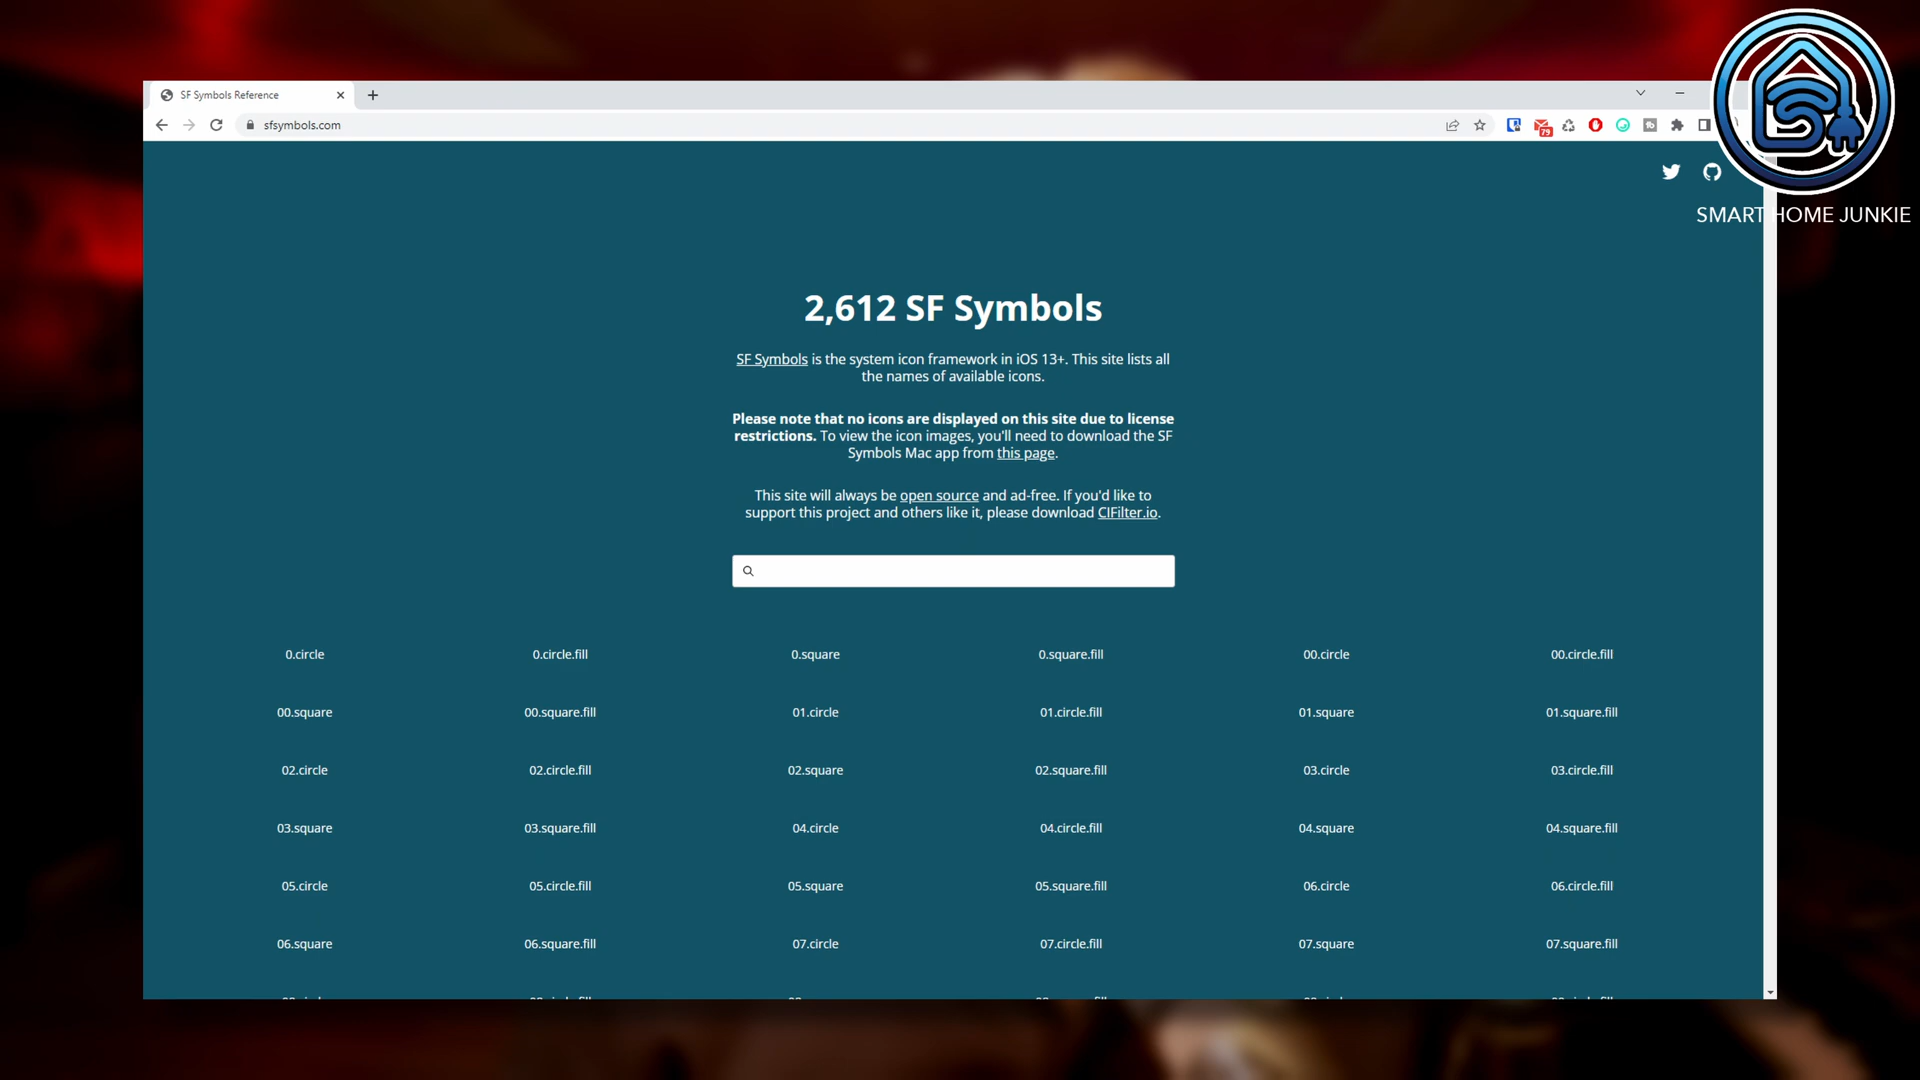 SF Symbols Reference
sfsymbols.com
79
SMART HOME JUNKIE
2,612 SF Symbols
SF Symbols is the system icon framework in iOS 13+. This site lists all
the names of available icons.
Please note that no icons are displayed on this site due to license
restrictions. To view the icon images, you'll need to download the SF
Symbols Mac app from this page.
This site will always be open source and ad-free. If you'd like to
support this project and others like it, please download CIFilter.io.
0.circle 0.circle.fill 0.square 0.square.fill 00.circle 00.circle.fill
00.square 00.square.fill 01.circle 01.circle.fill 01.square 01.square.fill
02.circle 02.circle.fill 02.square 02.square.fill 03.circle 03.circle.fill
03.square 03.square.fill 04.circle 04.circle.fill 04.square 04.square.fill
05.circle 05.circle.fill 05.square 05.square.fill 06.circle 06.circle.fill
06.square 06.square.fill 07.circle 07.circle.fill 07.square 07.square.fill